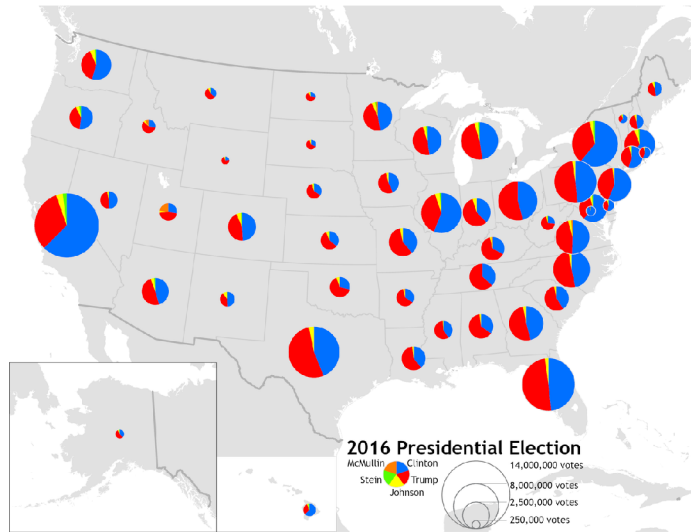 2016 Presidential Election
McMullin Clinton
Stein Trump
Johnson
14,000,000 votes
8,000,000 votes
2,500,000 votes
250,000 votes